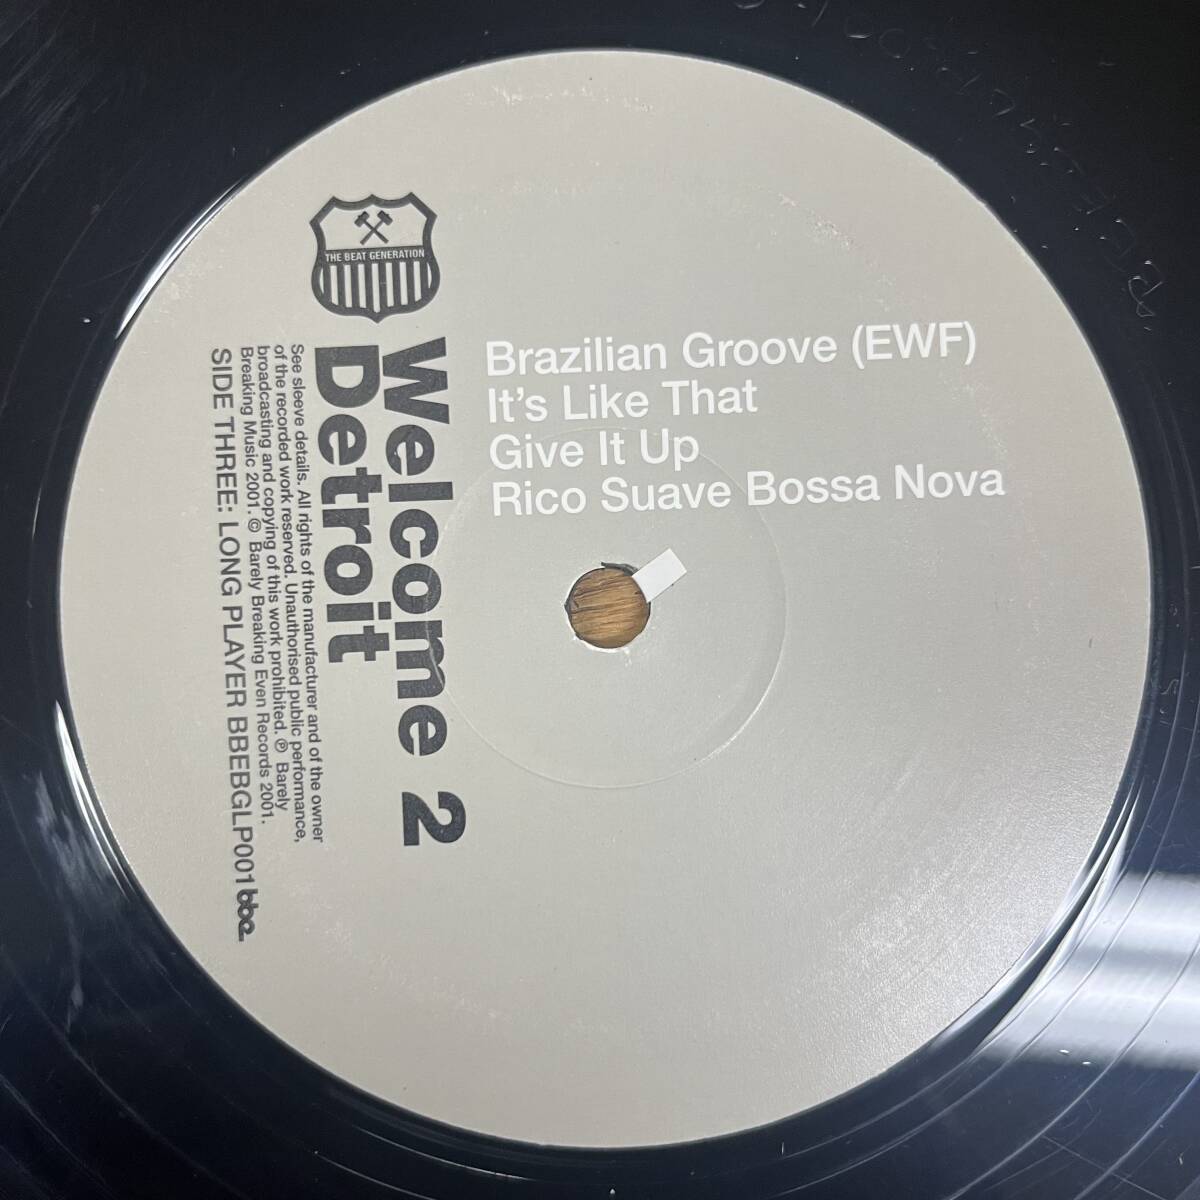 Brazilian Groove (EWF)
It's Like That
Give It Up
Rico Suave Bossa Nova
THE BEAT GENERATION
Welcome 2
Detroit
See sleeve details. All rights of the manufacturer and of the owner
of the recorded work reserved. Unauthorised public performance,
broadcasting and copying of this work prohibited. ℗ Barely
Breaking Music 2001. © Barely Breaking Even Records 2001.
SIDE THREE: LONG PLAYER BBEBGLP001 bbe